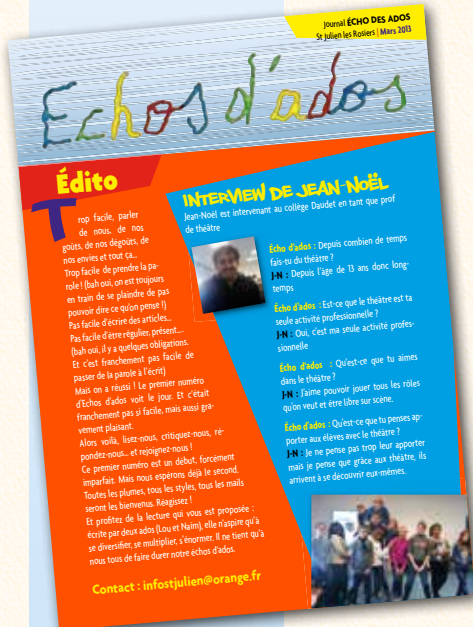 Journal ÉCHO DES ADOS
St Julien les Rosiers | Mars 2013
Echos d'ados
Édito
Trop facile, parler
de nous, de nos
goûts, de nos dégoûts, de
nos envies et tout ça...
Trop facile de prendre la pa-
role ! (bah oui, on est toujours
en train de se plaindre de pas
pouvoir dire ce qu'on pense !)
Pas facile d'écrire des articles...
Pas facile d'être régulier, présent....
(bah oui, il y a quelques obligations.
Et c'est franchement pas facile de
passer de la parole à l'écrit)
Mais on a réussi ! Le premier numéro
d'Echos d'ados voit le jour. Et c'était
franchement pas si facile, mais aussi gra-
vement plaisant.
Alors voilà, lisez-nous, critiquez-nous, ré-
pondez-nous... et rejoignez-nous !
Ce premier numéro est un début, forcément
imparfait. Mais nous espérons déjà le second.
Toutes les plumes, tous les styles, tous les mails
seront les bienvenus. Réagissez !
Et profitez de la lecture qui vous est proposée :
écrite par deux ados (Lou et Naïm), elle n'aspire qu'à
se diversifier, se multiplier, s'énormer. Il ne tient qu'à
nous tous de faire durer notre échos d'ados.
Contact : infostjulien@orange.fr
INTERVIEW DE JEAN-NOËL
Jean-Noël est intervenant au collège Daudet en tant que prof
de théâtre
Écho d'ados : Depuis combien de temps
fais-tu du théâtre ?
J-N : Depuis l'âge de 13 ans donc long-
temps
Écho d'ados : Est-ce que le théâtre est ta
seule activité professionnelle ?
J-N : Oui, c'est ma seule activité profes-
sionnelle
Écho d'ados : Qu'est-ce que tu aimes
dans le théâtre ?
J-N : J'aime pouvoir jouer tous les rôles
qu'on veut et être libre sur scène.
Écho d'ados : Qu'est-ce que tu penses ap-
porter aux élèves avec le théâtre ?
J-N : Je ne pense pas trop leur apporter
mais je pense que grâce aux théâtre, ils
arrivent à se découvrir eux-mêmes.